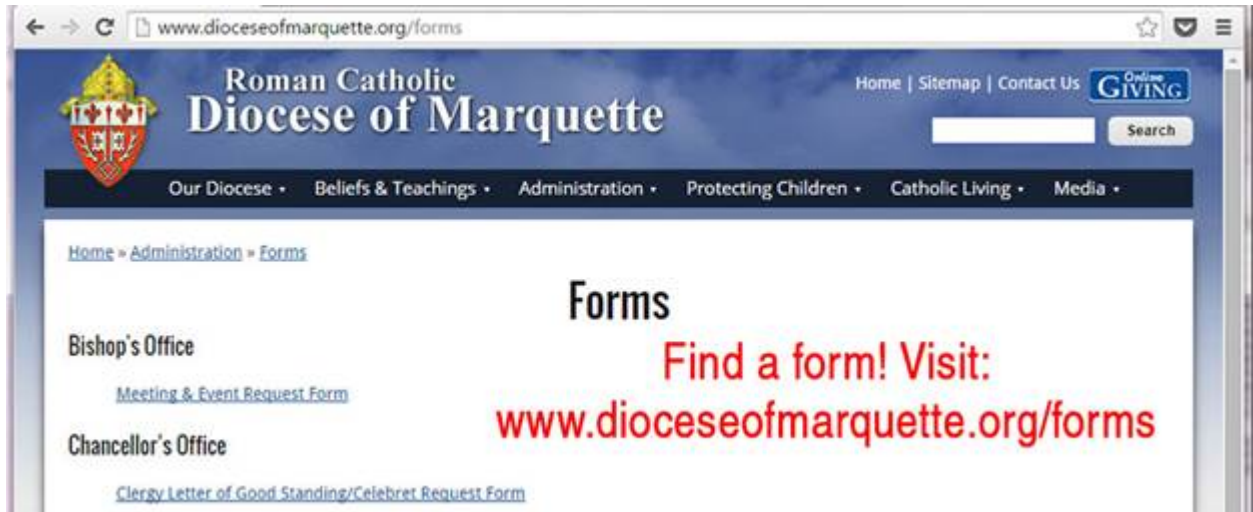 www.dioceseofmarquette.org/forms
Roman Catholic
Diocese of Marquette
Home | Sitemap | Contact Us
Online
GIVING
Search
Our Diocese • Beliefs & Teachings • Administration • Protecting Children • Catholic Living • Media •
Home » Administration » Forms
Forms
Bishop's Office
Find a form! Visit:
Meeting & Event Request Form
www.dioceseofmarquette.org/forms
Chancellor's Office
Clergy Letter of Good Standing/Celebret Request Form